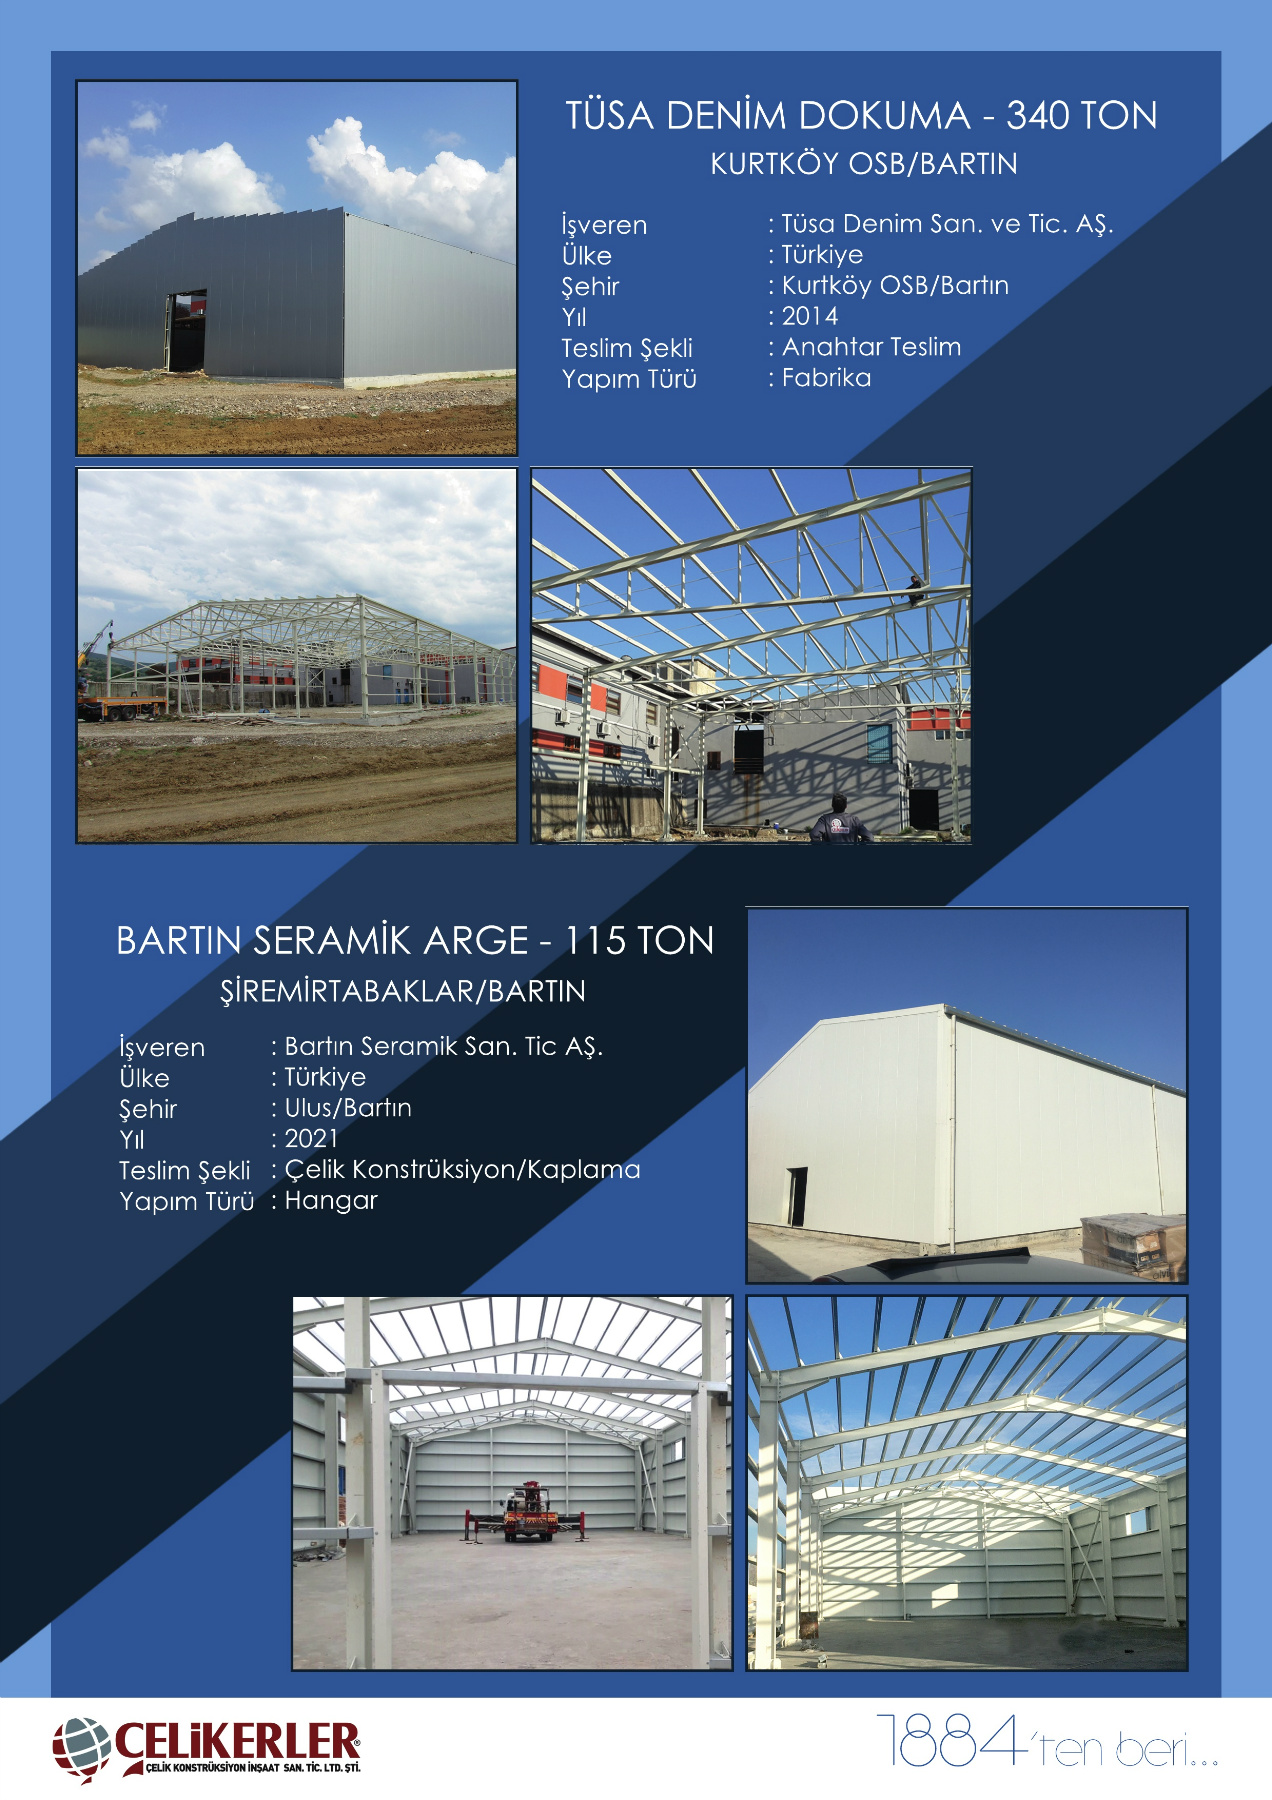 TÜSA DENİM DOKUMA - 340 TON
KURTKÖY OSB/BARTIN
İşveren : Tüsa Denim San. ve Tic. AŞ.
Ülke : Türkiye
Şehir : Kurtköy OSB/Bartın
Yıl : 2014
Teslim Şekli : Anahtar Teslim
Yapım Türü : Fabrika
BARTIN SERAMİK ARGE - 115 TON
ŞİREMİRTABAKLAR/BARTIN
İşveren : Bartın Seramik San. Tic AŞ.
Ülke : Türkiye
Şehir : Ulus/Bartın
Yıl : 2021
Teslim Şekli : Çelik Konstrüksiyon/Kaplama
Yapım Türü : Hangar
ÇELiKERLER®
ÇELİK KONSTRÜKSİYON İNŞAAT SAN. TİC. LTD. ŞTİ.
1884'ten beri...